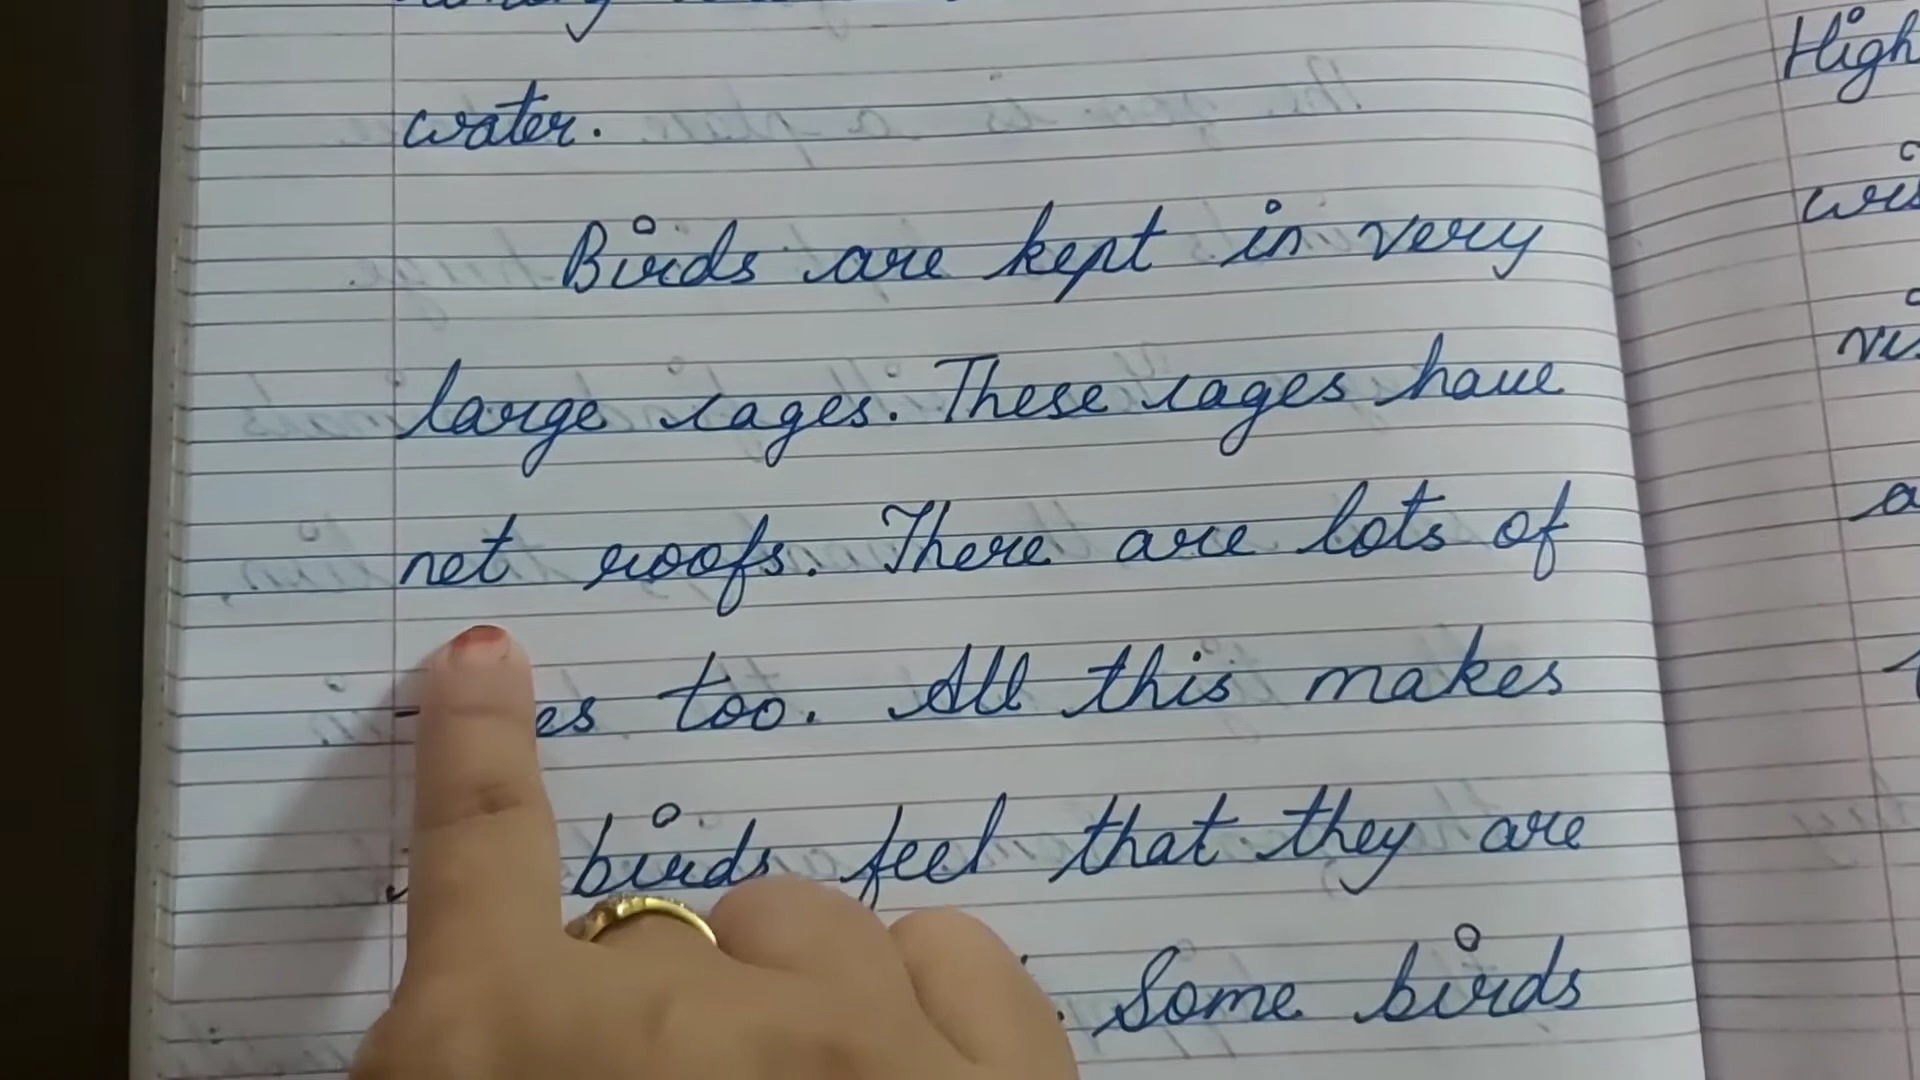 water.
Birds are kept in very
large cages. These cages have
net roofs. There are lots of
too. All this makes
birds feel that they are
Some birds
High